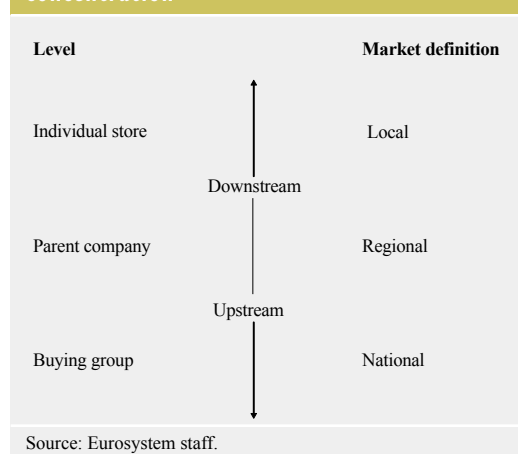 Level Market definition
Individual store Local
Downstream
Parent company Regional
Upstream
Buying group National
Source: Eurosystem staff.